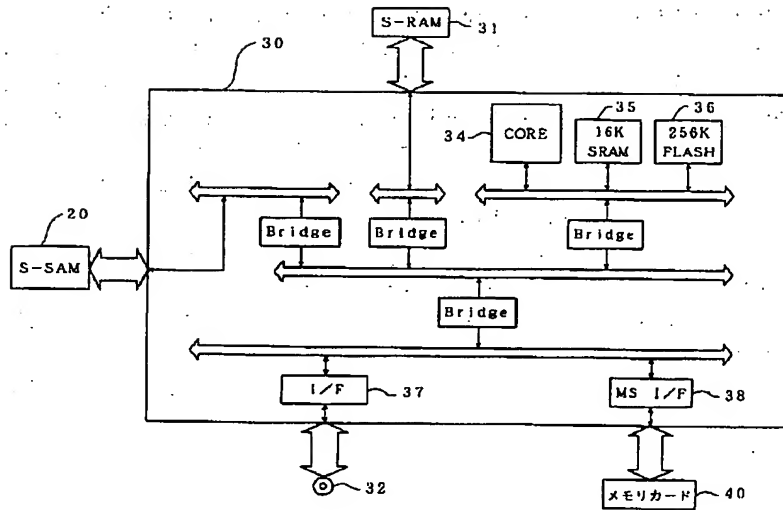 S-RAM
31
30
34
CORE
35
16K
SRAM
36
256K
FLASH
20
S-SAM
Bridge
Bridge
Bridge
Bridge
I/F
37
MS I/F
38
32
メモリカード
40